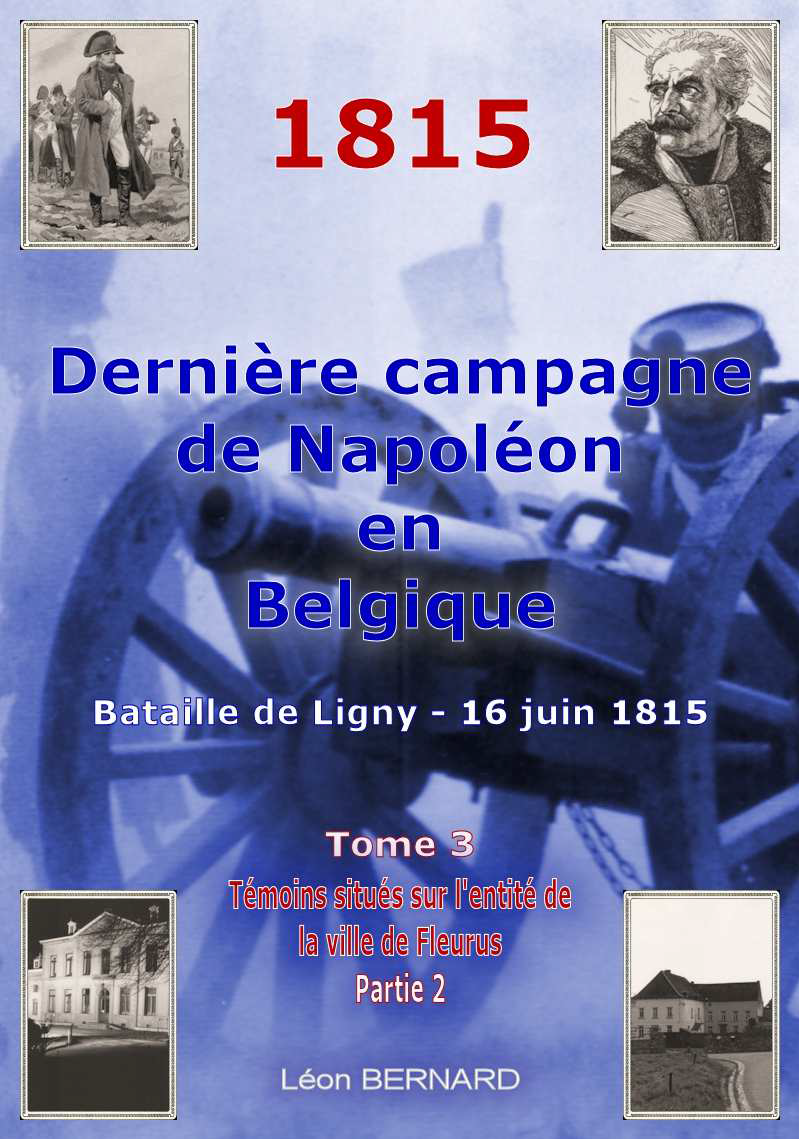 1815
Dernière campagne
de Napoléon
en
Belgique
Bataille de Ligny - 16 juin 1815
Tome 3
Témoins situés sur l'entité de
la ville de Fleurus
Partie 2
Léon BERNARD